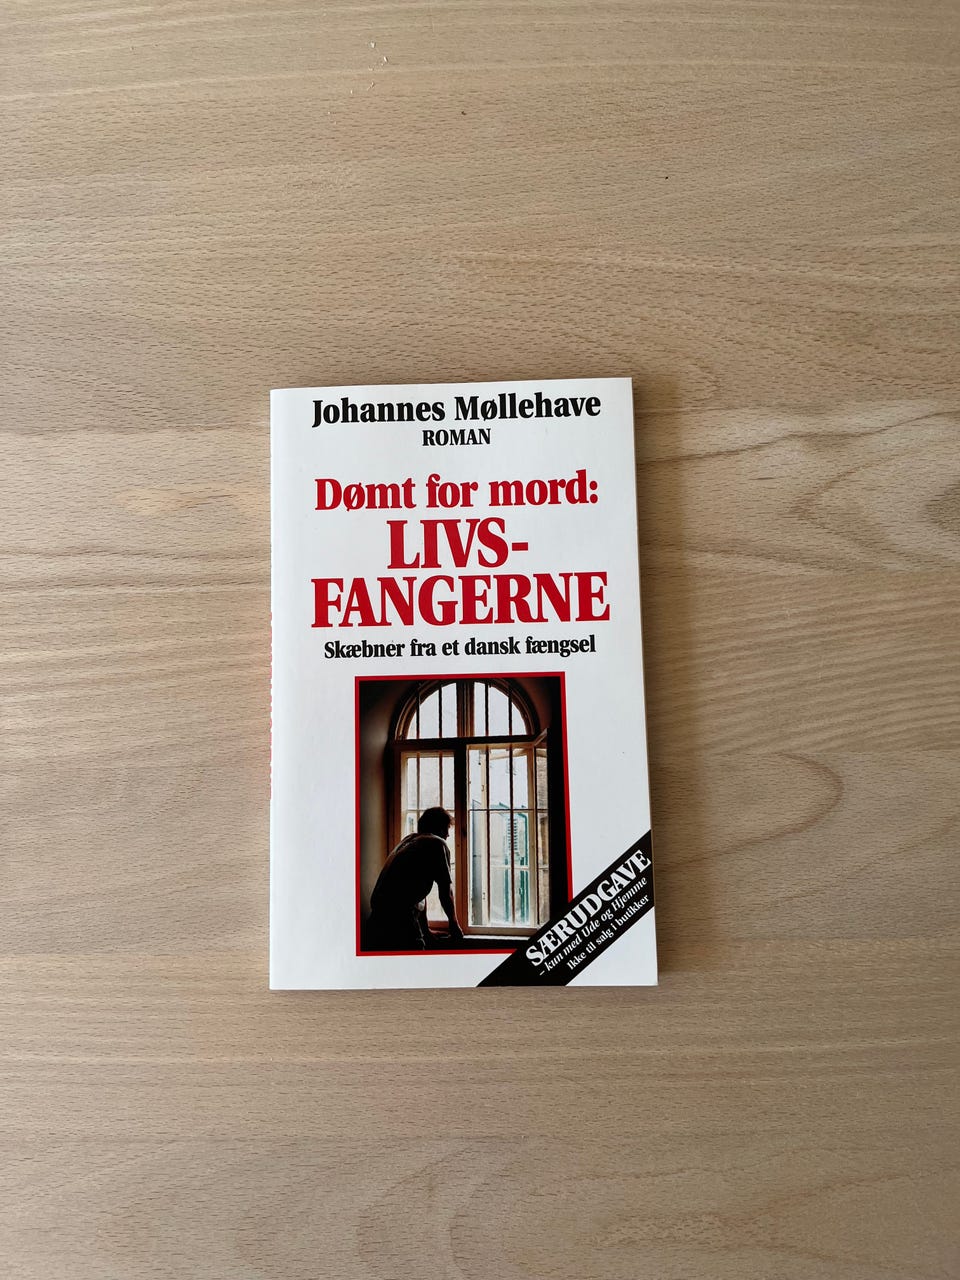 Johannes Møllehave
ROMAN
Dømt for mord:
LIVS-
FANGERNE
Skæbner fra et dansk fængsel
SÆRUDGAVE
– kun med Ude og Hjemme
Ikke til salg i butikker